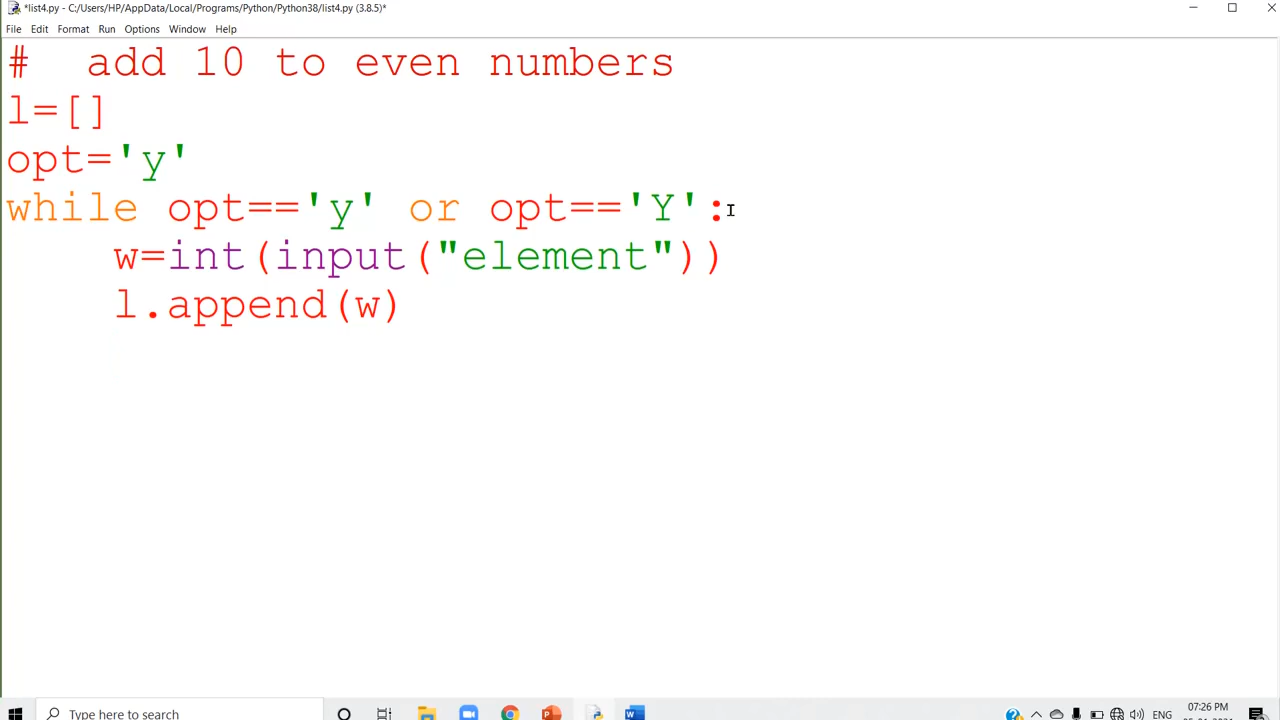 *list4.py - C:/Users/HP/AppData/Local/Programs/Python/Python38/list4.py (3.8.5)*
File Edit Format Run Options Window Help
# add 10 to even numbers
l=[]
opt='y'
while opt=='y' or opt=='Y':
    w=int(input("element"))
    l.append(w)
Type here to search
ENG
07:26 PM